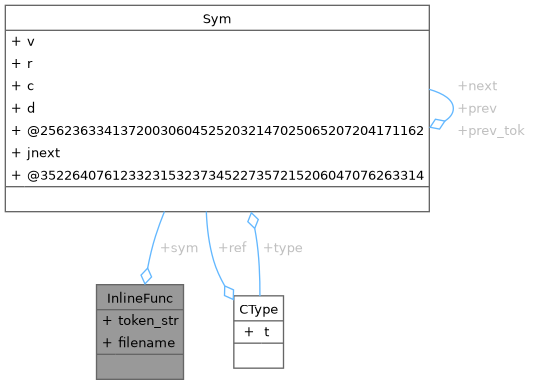 Sym
+ v
+ r
+ c
+ d
+ @256236334137200306045252032147025065207204171162
+ jnext
+ @352264076123323153237345227357215206047076263314
+next
+prev
+prev_tok
+sym
+ref
+type
InlineFunc
+ token_str
+ filename
CType
+ t